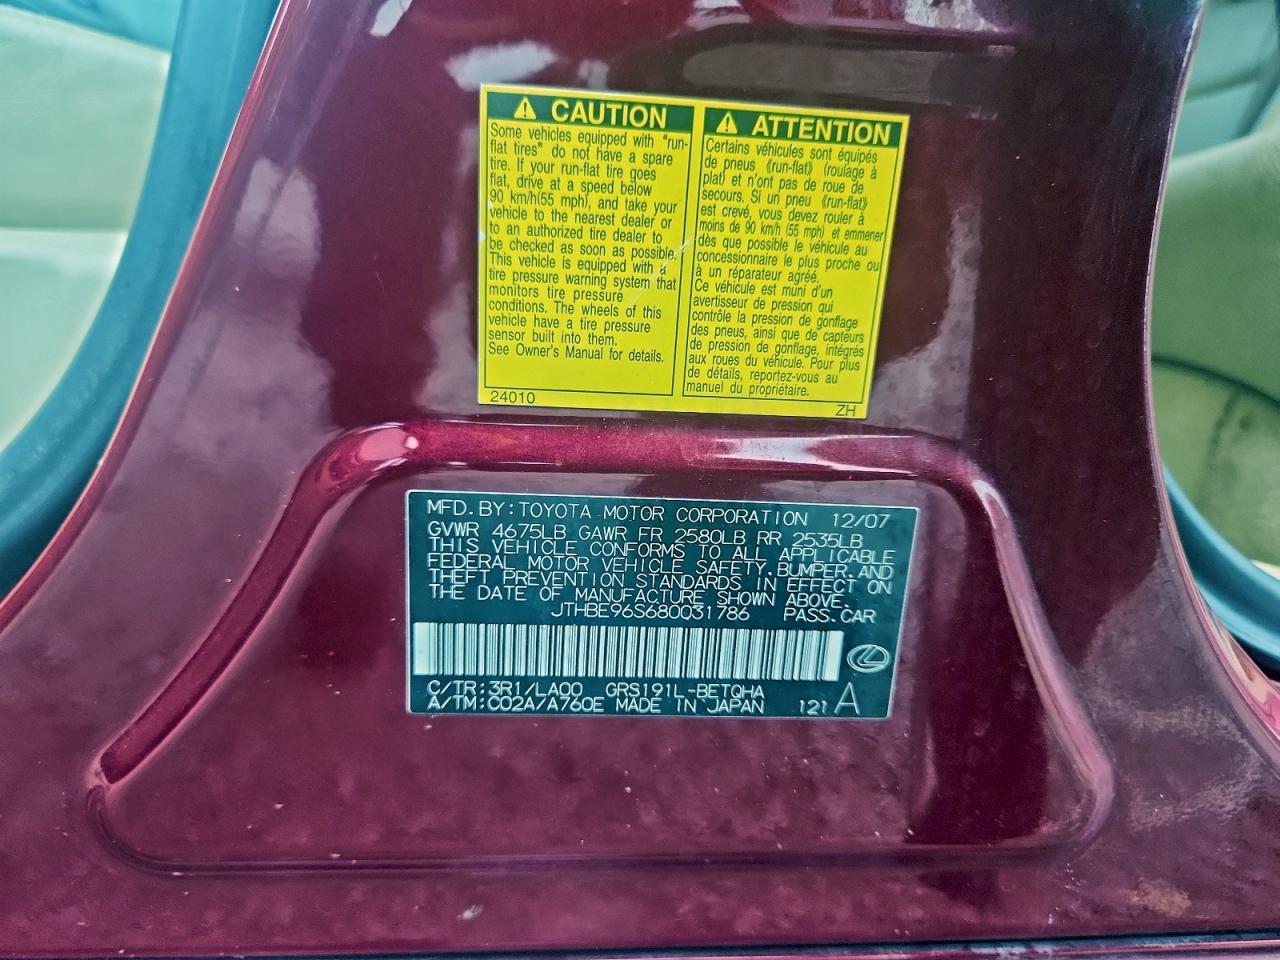 CAUTION
Some vehicles equipped with "run-
flat tires" do not have a spare
tire. If your run-flat tire goes
flat, drive at a speed below
90 km/h(55 mph), and take your
vehicle to the nearest dealer or
to an authorized tire dealer to
be checked as soon as possible.
This vehicle is equipped with a
tire pressure warning system that
monitors tire pressure
conditions. The wheels of this
vehicle have a tire pressure
sensor built into them.
See Owner's Manual for details.
24010
ATTENTION
Certains véhicules sont équipés
de pneus «run-flat» (roulage à
plat) et n'ont pas de roue de
secours. Si un pneu «run-flat»
est crevé, vous devez rouler à
moins de 90 km/h (55 mph) et emmener
dès que possible le véhicule au
concessionnaire le plus proche ou
à un réparateur agréé.
Ce véhicule est muni d'un
avertisseur de pression qui
contrôle la pression de gonflage
des pneus, ainsi que de capteurs
de pression de gonflage, intégrés
aux roues du véhicule. Pour plus
de détails, reportez-vous au
manuel du propriétaire.
ZH
MFD. BY: TOYOTA MOTOR CORPORATION 12/07
GVWR 4675LB GAWR FR 2580LB RR 2535LB
THIS VEHICLE CONFORMS TO ALL APPLICABLE
FEDERAL MOTOR VEHICLE SAFETY, BUMPER, AND
THEFT PREVENTION STANDARDS IN EFFECT ON
THE DATE OF MANUFACTURE SHOWN ABOVE.
JTHBE96S680031786 PASS. CAR
C/TR: 3R1/LA00 GRS191L-BETQHA
A/TM: C02A/A760E MADE IN JAPAN 121 A